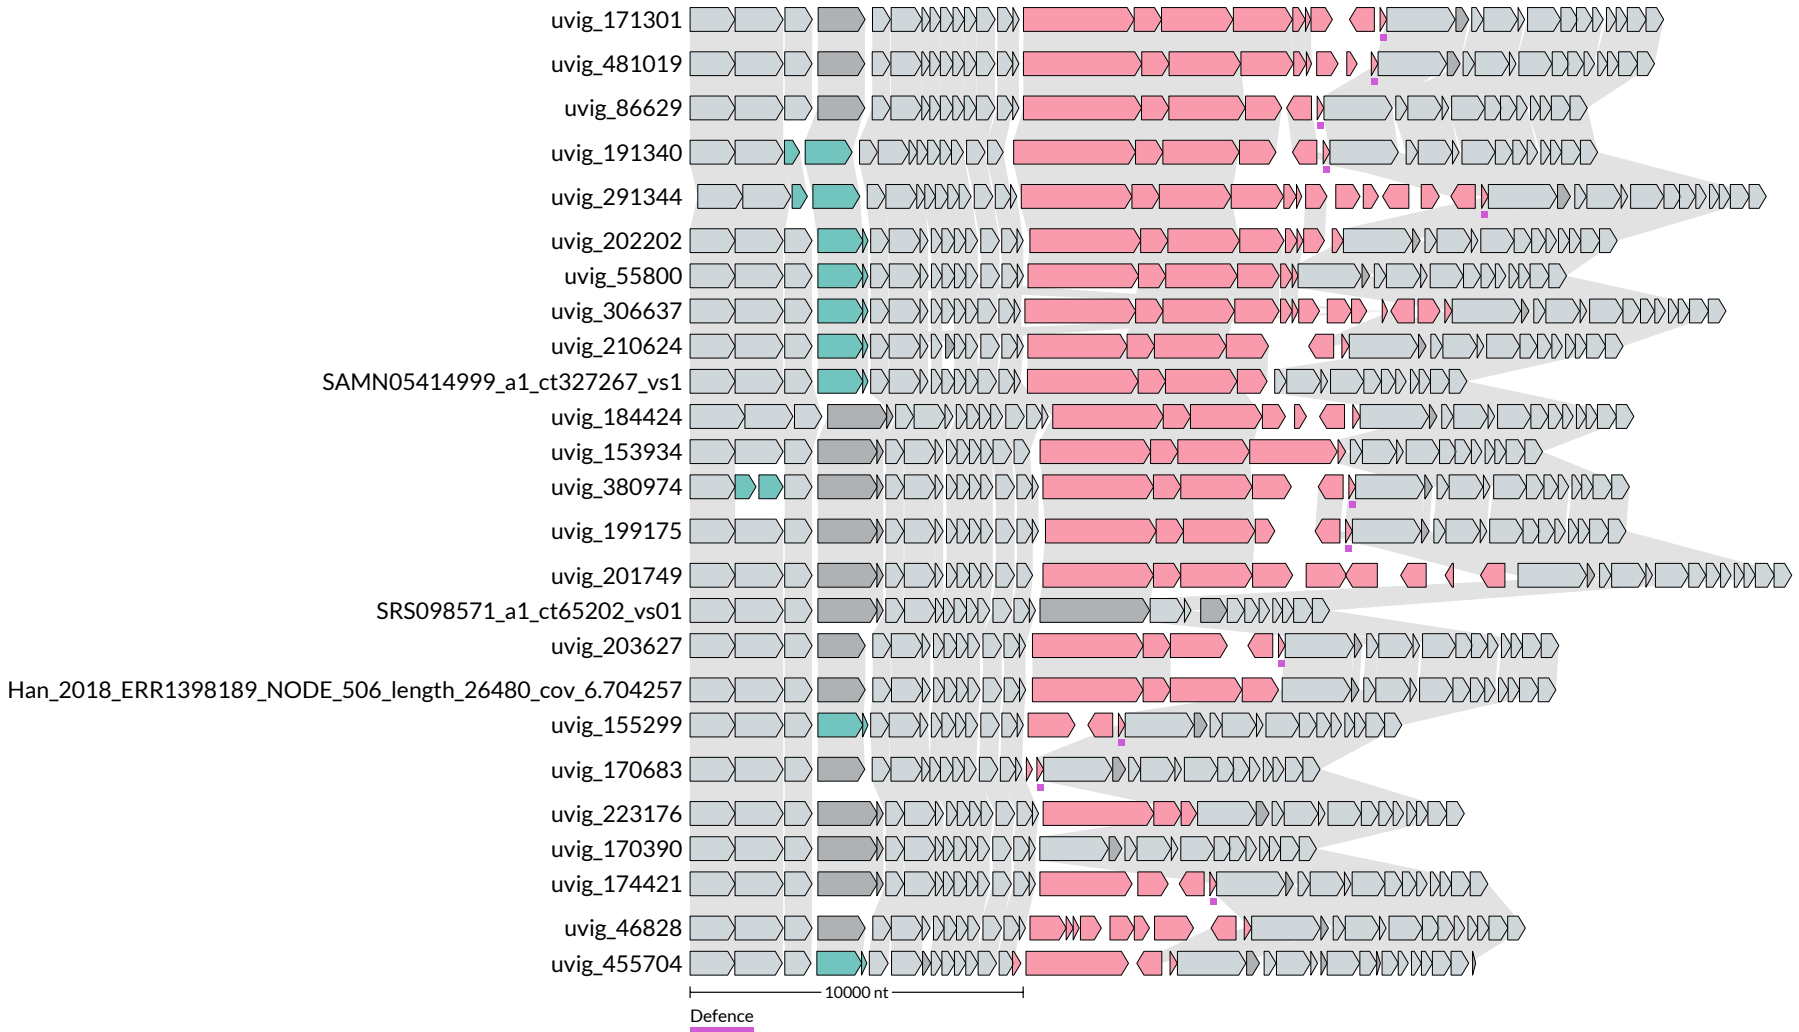 uvig_171301
uvig_481019
uvig_86629
uvig_191340
uvig_291344
uvig_202202
uvig_55800
uvig_306637
uvig_210624
SAMN05414999_a1_ct327267_vs1
uvig_184424
uvig_153934
uvig_380974
uvig_199175
uvig_201749
SRS098571_a1_ct65202_vs01
uvig_203627
Han_2018_ERR1398189_NODE_506_length_26480_cov_6.704257
uvig_155299
uvig_170683
uvig_223176
uvig_170390
uvig_174421
uvig_46828
uvig_455704
10000 nt
Defence